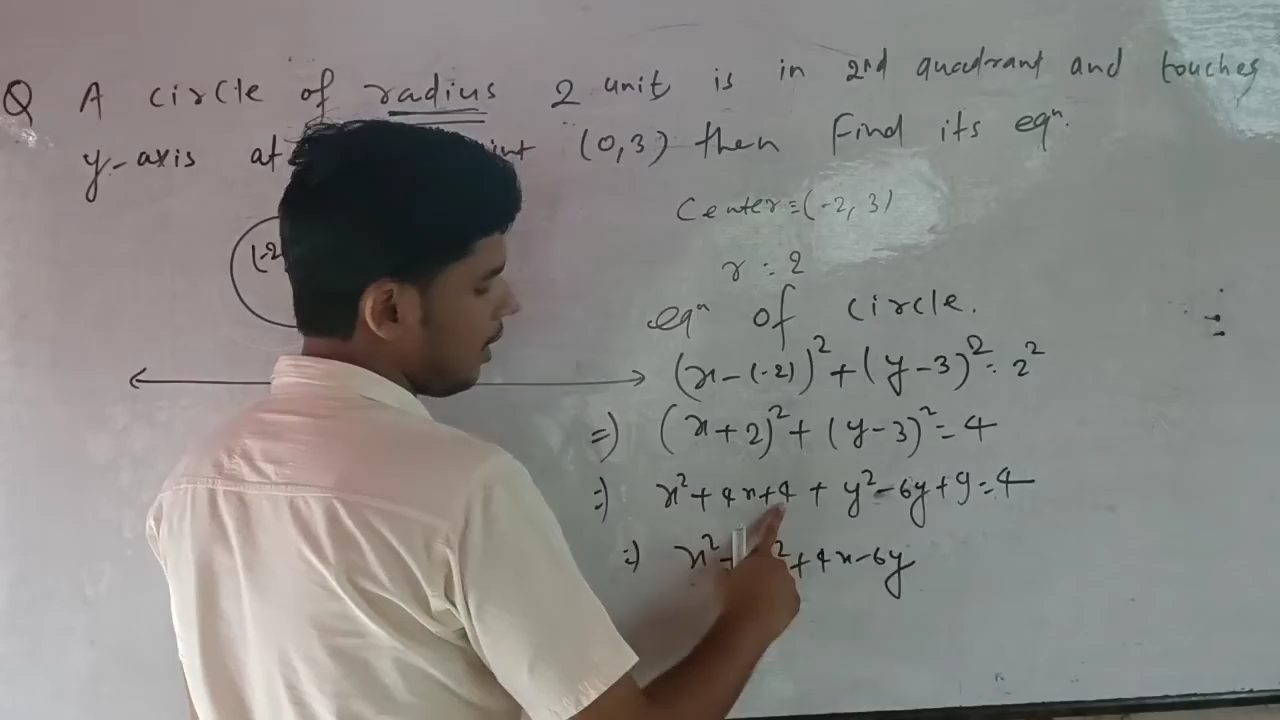 Q A circle of radius 2 unit is in 2nd quadrant and touches
y-axis at (0,3) then Find its eqⁿ.
Center = (-2, 3)
(-2
r = 2
eqⁿ of circle.
(x-(-2))² + (y-3)² = 2²
=) (x+2)² + (y-3)² = 4
=) x² + 4x + 4 + y² - 6y + 9 = 4
=) x² + ² + 4x - 6y